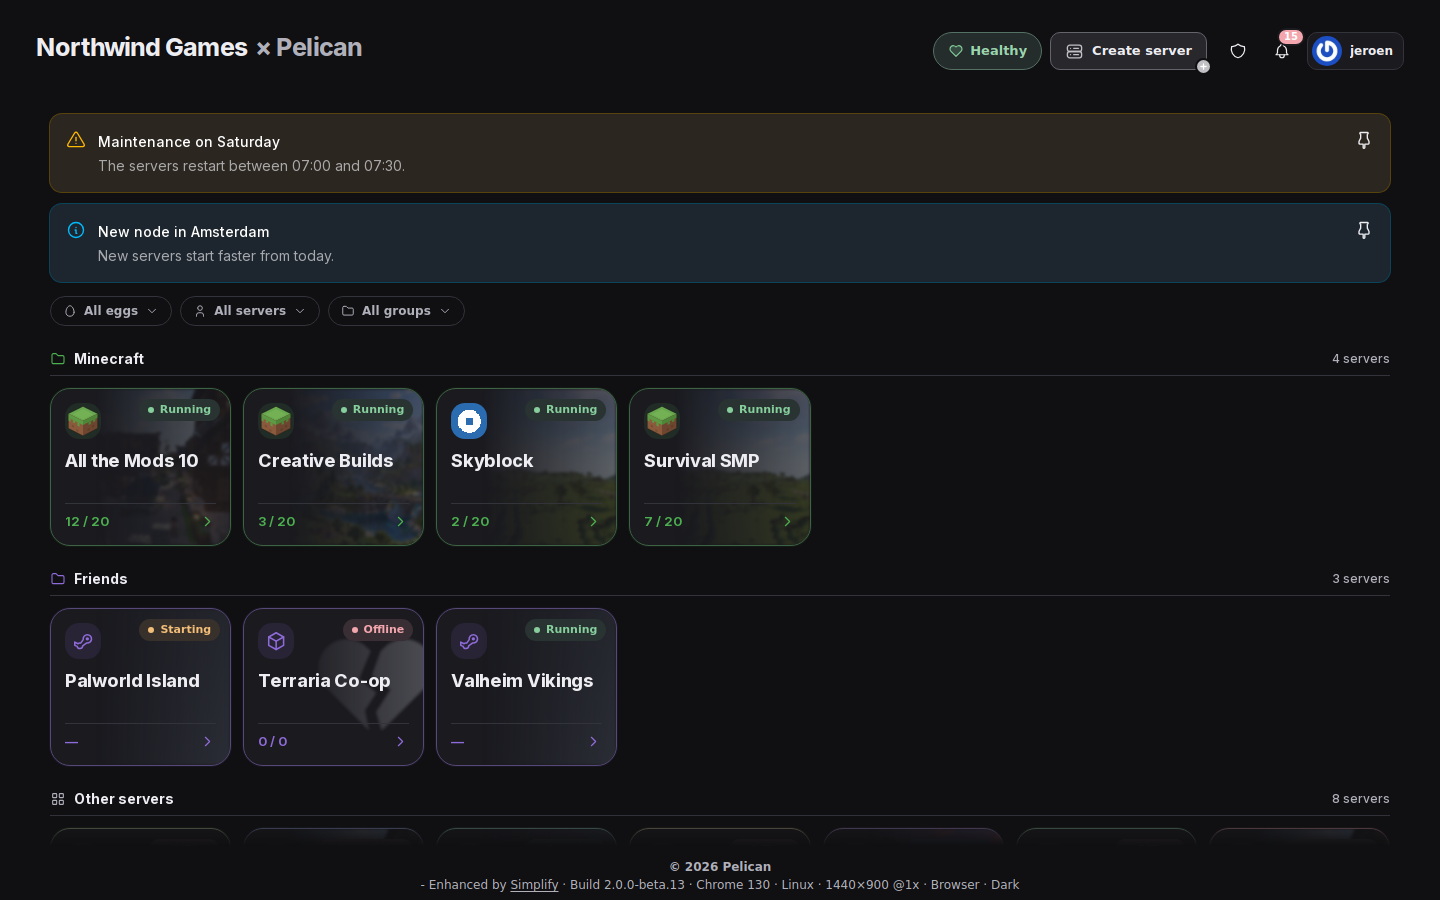 Northwind Games × Pelican
Healthy
Create server
15
jeroen
Maintenance on Saturday
The servers restart between 07:00 and 07:30.
New node in Amsterdam
New servers start faster from today.
All eggs
All servers
All groups
Minecraft
4 servers
Running
All the Mods 10
12 / 20
Running
Creative Builds
3 / 20
Running
Skyblock
2 / 20
Running
Survival SMP
7 / 20
Friends
3 servers
Starting
Palworld Island
—
Offline
Terraria Co-op
0 / 0
Running
Valheim Vikings
—
Other servers
8 servers
© 2026 Pelican
- Enhanced by Simplify · Build 2.0.0-beta.13 · Chrome 130 · Linux · 1440×900 @1x · Browser · Dark